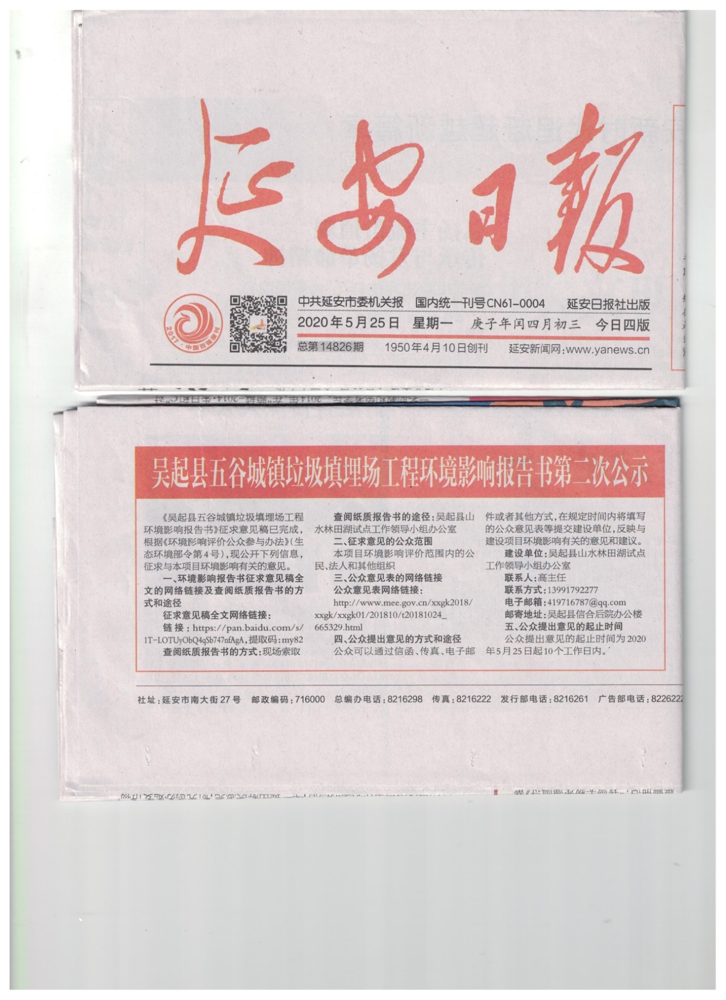 延安日报
2017·中国百强报刊
中共延安市委机关报 国内统一刊号CN61-0004 延安日报社出版
2020年5月25日 星期一 庚子年闰四月初三 今日四版
总第14826期 1950年4月10日创刊 延安新闻网:www.yanews.cn
吴起县五谷城镇垃圾填埋场工程环境影响报告书第二次公示
《吴起县五谷城镇垃圾填埋场工程
环境影响报告书》征求意见稿已完成,
根据《环境影响评价公众参与办法》(生
态环境部令第4号),现公开下列信息,
征求与本项目环境影响有关的意见。
一、环境影响报告书征求意见稿全
文的网络链接及查阅纸质报告书的方
式和途径
征求意见稿全文网络链接:
链接:https://pan.baidu.com/s/
1T-LOTUyObQ4qSb747nfAgA,提取码:my82
查阅纸质报告书的方式:现场索取
查阅纸质报告书的途径:吴起县山
水林田湖试点工作领导小组办公室
二、征求意见的公众范围
本项目环境影响评价范围内的公
民、法人和其他组织
三、公众意见表的网络链接
公众意见表网络链接:
http://www.mee.gov.cn/xxgk2018/
xxgk/xxgk01/201810/t20181024_
665329.html
四、公众提出意见的方式和途径
公众可以通过信函、传真、电子邮
件或者其他方式,在规定时间内将填写
的公众意见表等提交建设单位,反映与
建设项目环境影响有关的意见和建议。
建设单位:吴起县山水林田湖试点
工作领导小组办公室
联系人:高主任
联系方式:13991792277
电子邮箱:419716787@qq.com
邮寄地址:吴起县信合后院办公楼
五、公众提出意见的起止时间
公众提出意见的起止时间为2020
年5月25日起10个工作日内。
社址:延安市南大街27号 邮政编码:716000 总编办电话:8216298 传真:8216222 发行部电话:8216261 广告部电话:8226222